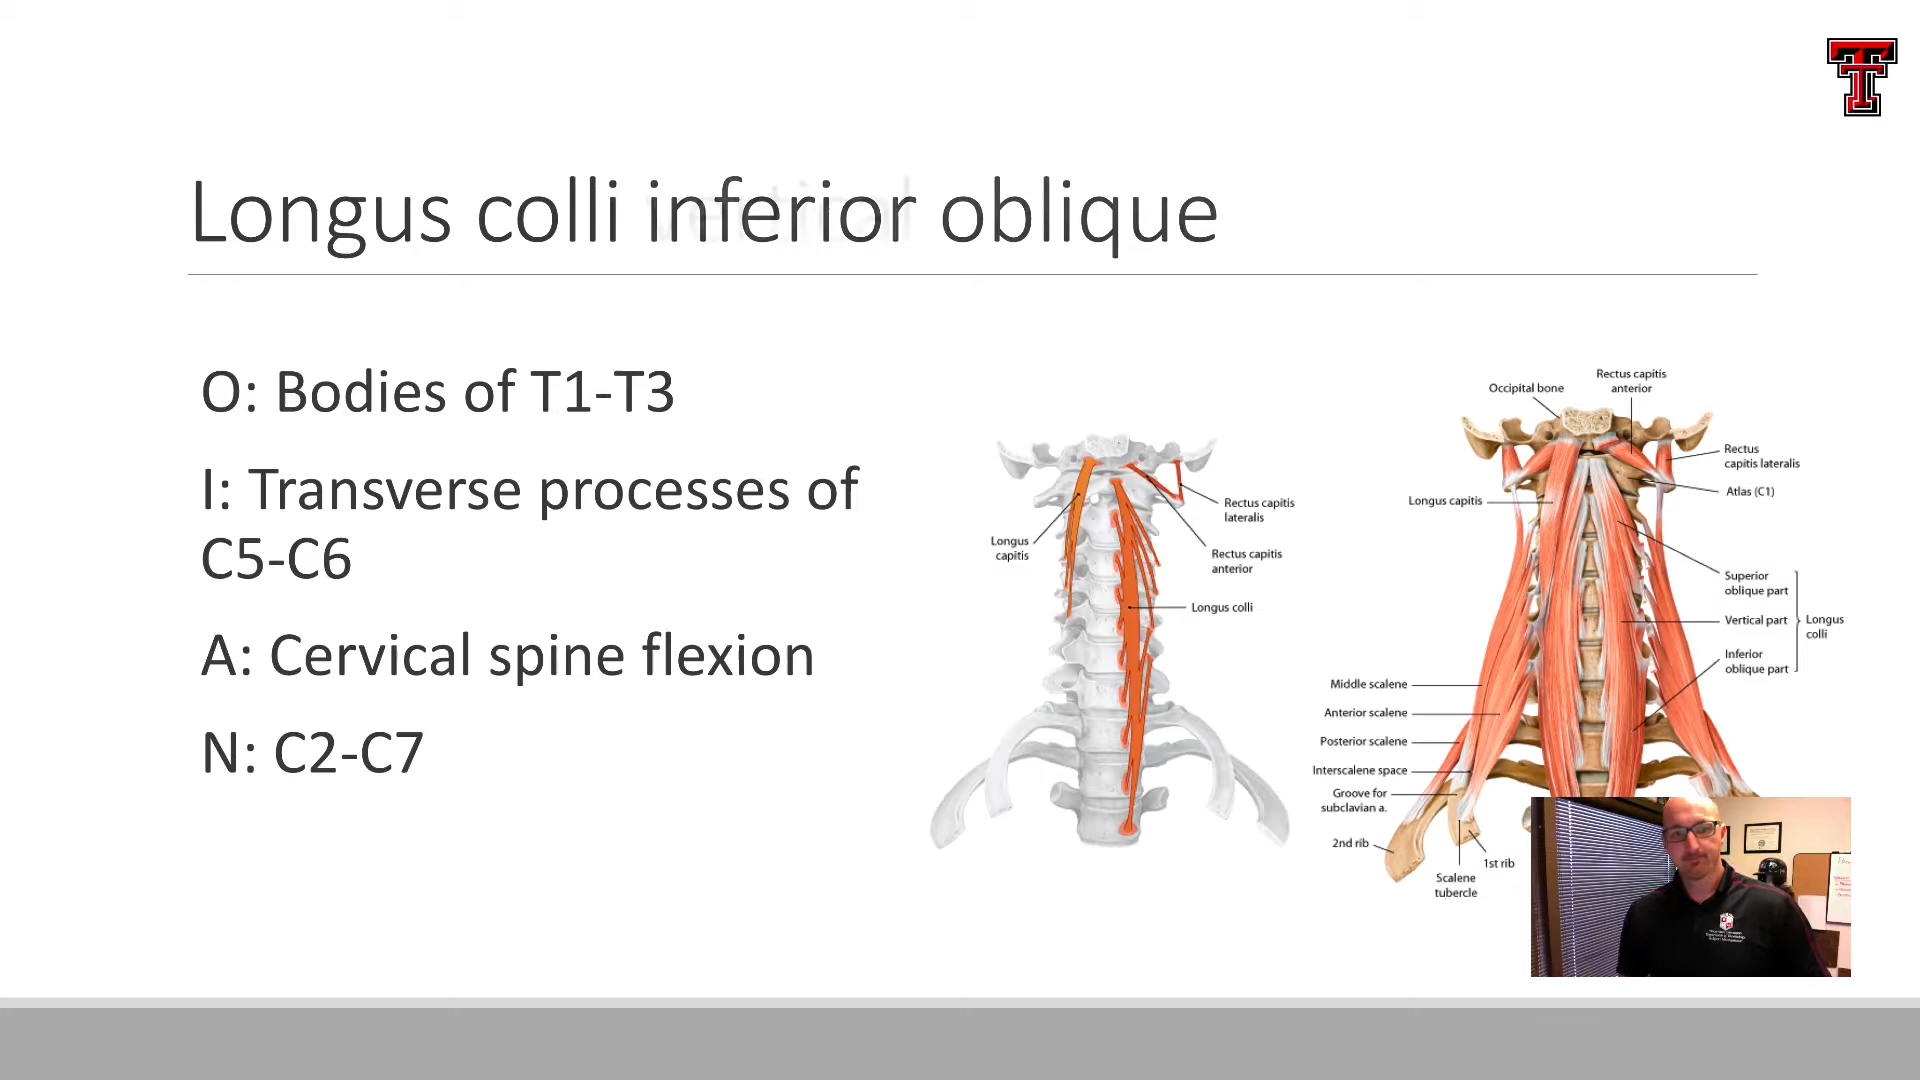 Longus colli inferior oblique
O: Bodies of T1-T3
I: Transverse processes of
C5-C6
A: Cervical spine flexion
N: C2-C7
Longus
capitis
Rectus capitis
lateralis
Rectus capitis
anterior
Longus colli
Occipital bone
Rectus capitis
anterior
Rectus
capitis lateralis
Atlas (C1)
Longus capitis
Superior
oblique part
Vertical part
Inferior
oblique part
Longus
colli
Middle scalene
Anterior scalene
Posterior scalene
Interscalene space
Groove for
subclavian a.
2nd rib
1st rib
Scalene
tubercle